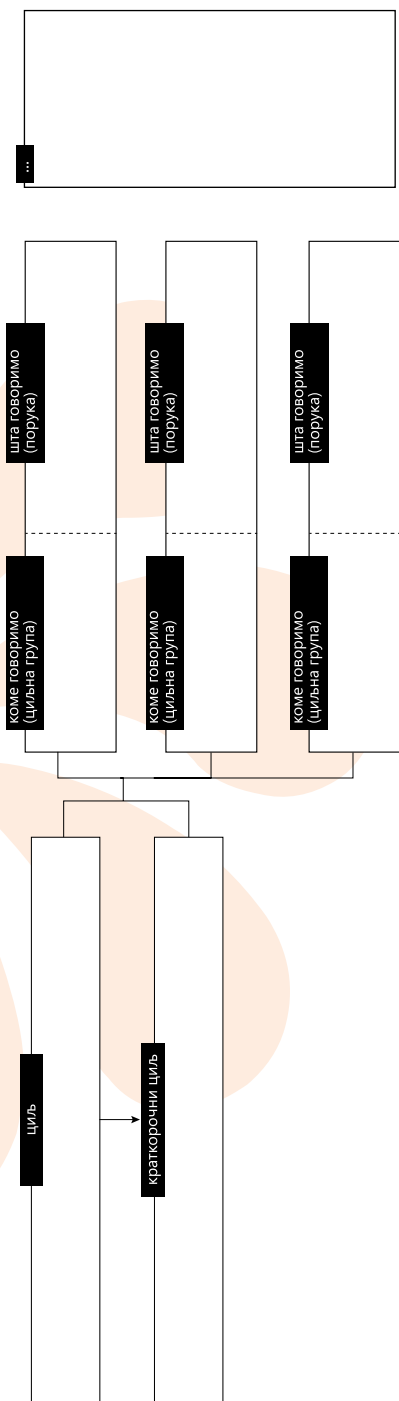 циљ
краткорочни циљ
коме говоримо
(циљна група)
шта говоримо
(порука)
коме говоримо
(циљна група)
шта говоримо
(порука)
коме говоримо
(циљна група)
шта говоримо
(порука)
...